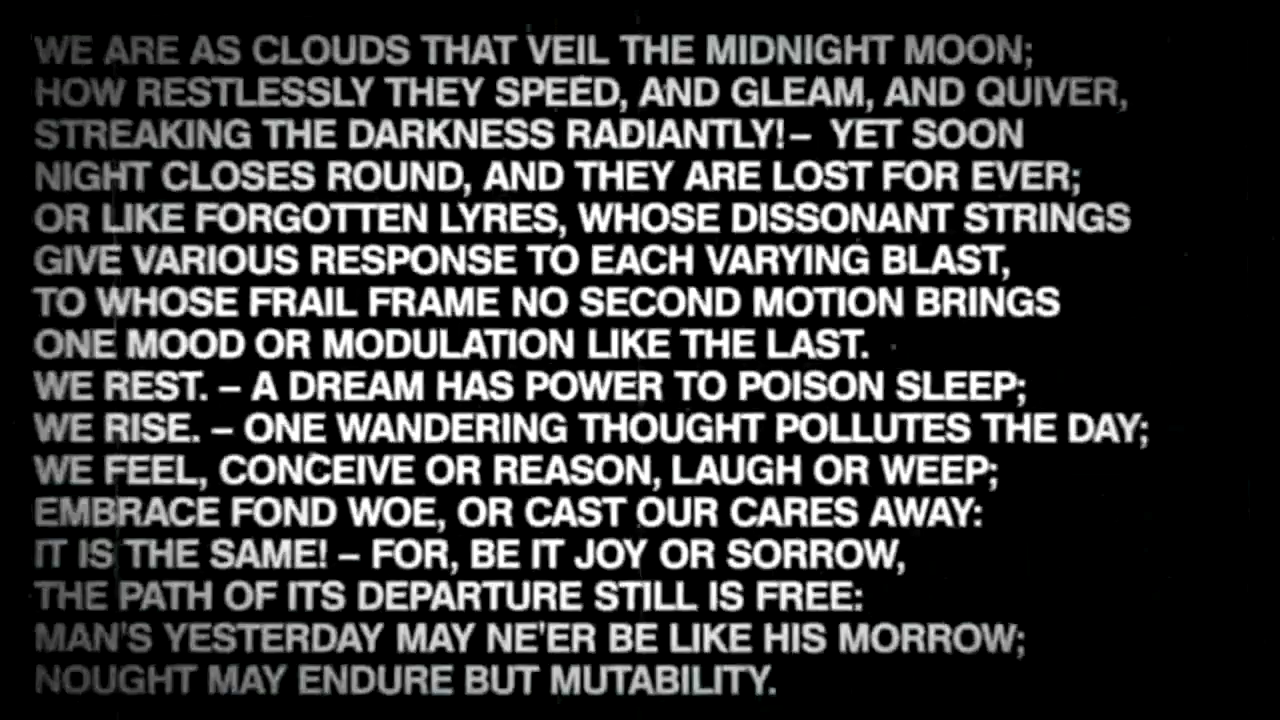 WE ARE AS CLOUDS THAT VEIL THE MIDNIGHT MOON;
HOW RESTLESSLY THEY SPEED, AND GLEAM, AND QUIVER,
STREAKING THE DARKNESS RADIANTLY!– YET SOON
NIGHT CLOSES ROUND, AND THEY ARE LOST FOR EVER;
OR LIKE FORGOTTEN LYRES, WHOSE DISSONANT STRINGS
GIVE VARIOUS RESPONSE TO EACH VARYING BLAST,
TO WHOSE FRAIL FRAME NO SECOND MOTION BRINGS
ONE MOOD OR MODULATION LIKE THE LAST.
WE REST. – A DREAM HAS POWER TO POISON SLEEP;
WE RISE. – ONE WANDERING THOUGHT POLLUTES THE DAY;
WE FEEL, CONCEIVE OR REASON, LAUGH OR WEEP;
EMBRACE FOND WOE, OR CAST OUR CARES AWAY:
IT IS THE SAME! – FOR, BE IT JOY OR SORROW,
THE PATH OF ITS DEPARTURE STILL IS FREE:
MAN'S YESTERDAY MAY NE'ER BE LIKE HIS MORROW;
NOUGHT MAY ENDURE BUT MUTABILITY.